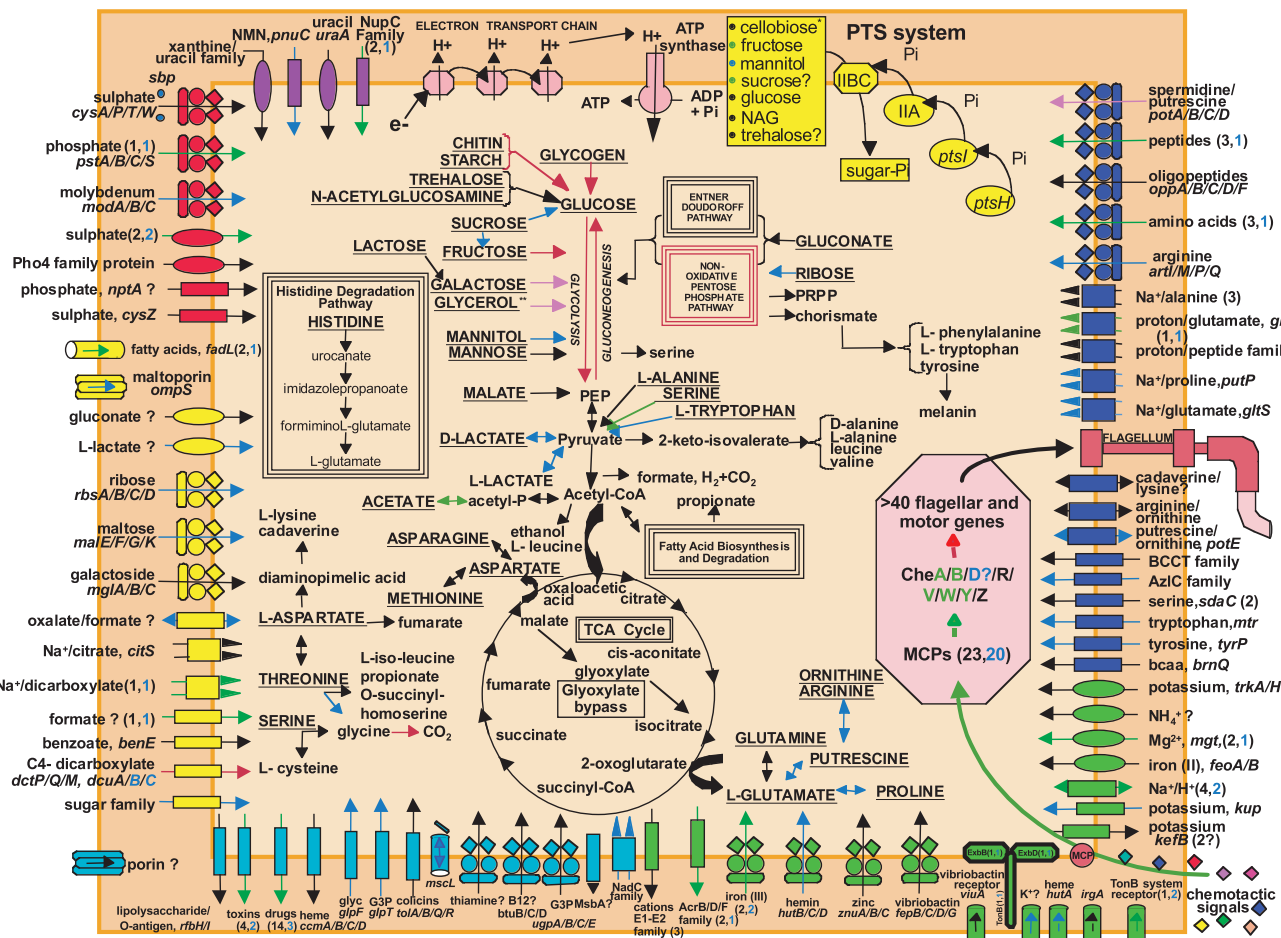 NMN, pnuC
uracil
uraA
NupC
Family
(2,1)
xanthine/
uracil family
sbp
sulphate
cysA/P/T/W
phosphate (1,1)
pstA/B/C/S
molybdenum
modA/B/C
sulphate(2,2)
Pho4 family protein
phosphate, nptA ?
sulphate, cysZ
fatty acids, fadL(2,1)
maltoporin
ompS
gluconate ?
L-lactate ?
ribose
rbsA/B/C/D
maltose
malE/F/G/K
galactoside
mglA/B/C
oxalate/formate ?
Na+/citrate, citS
Na+/dicarboxylate(1,1)
formate ? (1,1)
benzoate, benE
C4- dicarboxylate
dctP/Q/M, dcuA/B/C
sugar family
porin ?
ELECTRON TRANSPORT CHAIN
H+
H+
H+
H+
e-
ATP
synthase
ATP
ADP
+ Pi
cellobiose*
fructose
mannitol
sucrose?
glucose
NAG
trehalose?
PTS system
IIBC
Pi
IIA
Pi
ptsI
Pi
ptsH
sugar-Pi
CHITIN
STARCH
GLYCOGEN
TREHALOSE
N-ACETYLGLUCOSAMINE
GLUCOSE
SUCROSE
FRUCTOSE
LACTOSE
GALACTOSE
GLYCEROL**
MANNITOL
MANNOSE
GLYCOLYSIS
GLUCONEOGENESIS
ENTNER
DOUDOROFF
PATHWAY
NON-
OXIDATIVE
PENTOSE
PHOSPHATE
PATHWAY
GLUCONATE
RIBOSE
PRPP
chorismate
L- phenylalanine
L- tryptophan
tyrosine
melanin
serine
MALATE
PEP
L-ALANINE
SERINE
L-TRYPTOPHAN
D-LACTATE
Pyruvate
2-keto-isovalerate
D-alanine
L-alanine
leucine
valine
L-LACTATE
ACETATE
acetyl-P
Acetyl-CoA
formate, H2+CO2
propionate
ethanol
L- leucine
Fatty Acid Biosynthesis
and Degradation
Histidine Degradation
Pathway
HISTIDINE
urocanate
imidazolepropanoate
formiminoL-glutamate
L-glutamate
L-lysine
cadaverine
diaminopimelic acid
L-ASPARTATE
fumarate
ASPARAGINE
ASPARTATE
METHIONINE
THREONINE
L-iso-leucine
propionate
O-succinyl-
homoserine
SERINE
glycine
CO2
L- cysteine
oxaloacetic
acid
citrate
malate
TCA Cycle
cis-aconitate
glyoxylate
Glyoxylate
bypass
isocitrate
fumarate
succinate
2-oxoglutarate
succinyl-CoA
ORNITHINE
ARGININE
GLUTAMINE
PUTRESCINE
L-GLUTAMATE
PROLINE
>40 flagellar and
motor genes
CheA/B/D?/R/
V/W/Y/Z
MCPs (23,20)
FLAGELLUM
spermidine/
putrescine
potA/B/C/D
peptides (3,1)
oligopeptides
oppA/B/C/D/F
amino acids (3,1)
arginine
artI/M/P/Q
Na+/alanine (3)
proton/glutamate, gl
(1,1)
proton/peptide famil
Na+/proline,putP
Na+/glutamate,gltS
cadaverine/
lysine?
arginine/
ornithine
putrescine/
ornithine, potE
BCCT family
AzlC family
serine,sdaC (2)
tryptophan,mtr
tyrosine, tyrP
bcaa, brnQ
potassium, trkA/H
NH4+ ?
Mg2+, mgt,(2,1)
iron (II), feoA/B
Na+/H+(4,2)
potassium, kup
potassium
kefB (2?)
MCP
chemotactic
signals
lipolysaccharide/
O-antigen, rfbH/I
toxins
(4,2)
drugs
(14,3)
heme
ccmA/B/C/D
glyc
glpF
G3P
glpT
colicins
tolA/B/Q/R
mscL
thiamine?
B12?
btuB/C/D
G3P
ugpA/B/C/E
MsbA?
NadC
family
cations
E1-E2
family (3)
AcrB/D/F
family (2,1)
iron (III)
(2,2)
hemin
hutB/C/D
zinc
znuA/B/C
vibriobactin
fepB/C/D/G
vibriobactin
receptor
viuA
ExbB(1,1)
ExbD(1,1)
TonB(1,1)
K+?
heme
hutA
irgA
TonB system
receptor(1,2)